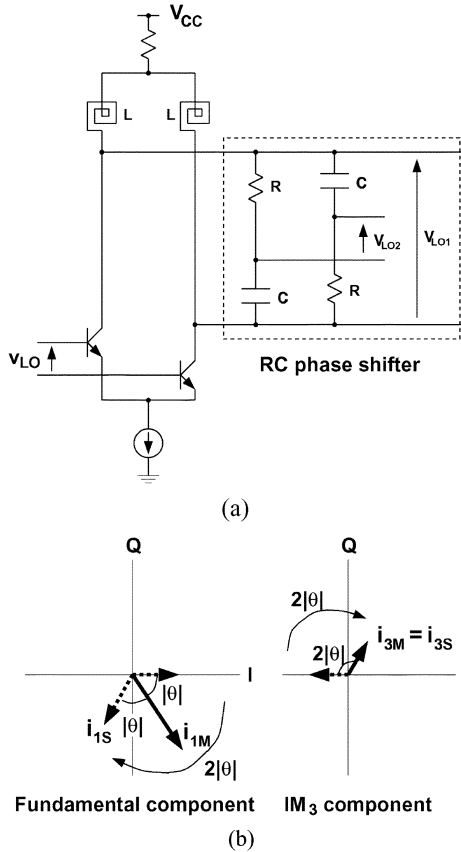 V_CC
L L
R C
V_LO2 V_LO1
C R
v_LO
RC phase shifter
(a)
Q Q
2|θ|
i_3M = i_3S
2|θ|
I
|θ|
i_1S |θ| i_1M
2|θ|
Fundamental component IM_3 component
(b)